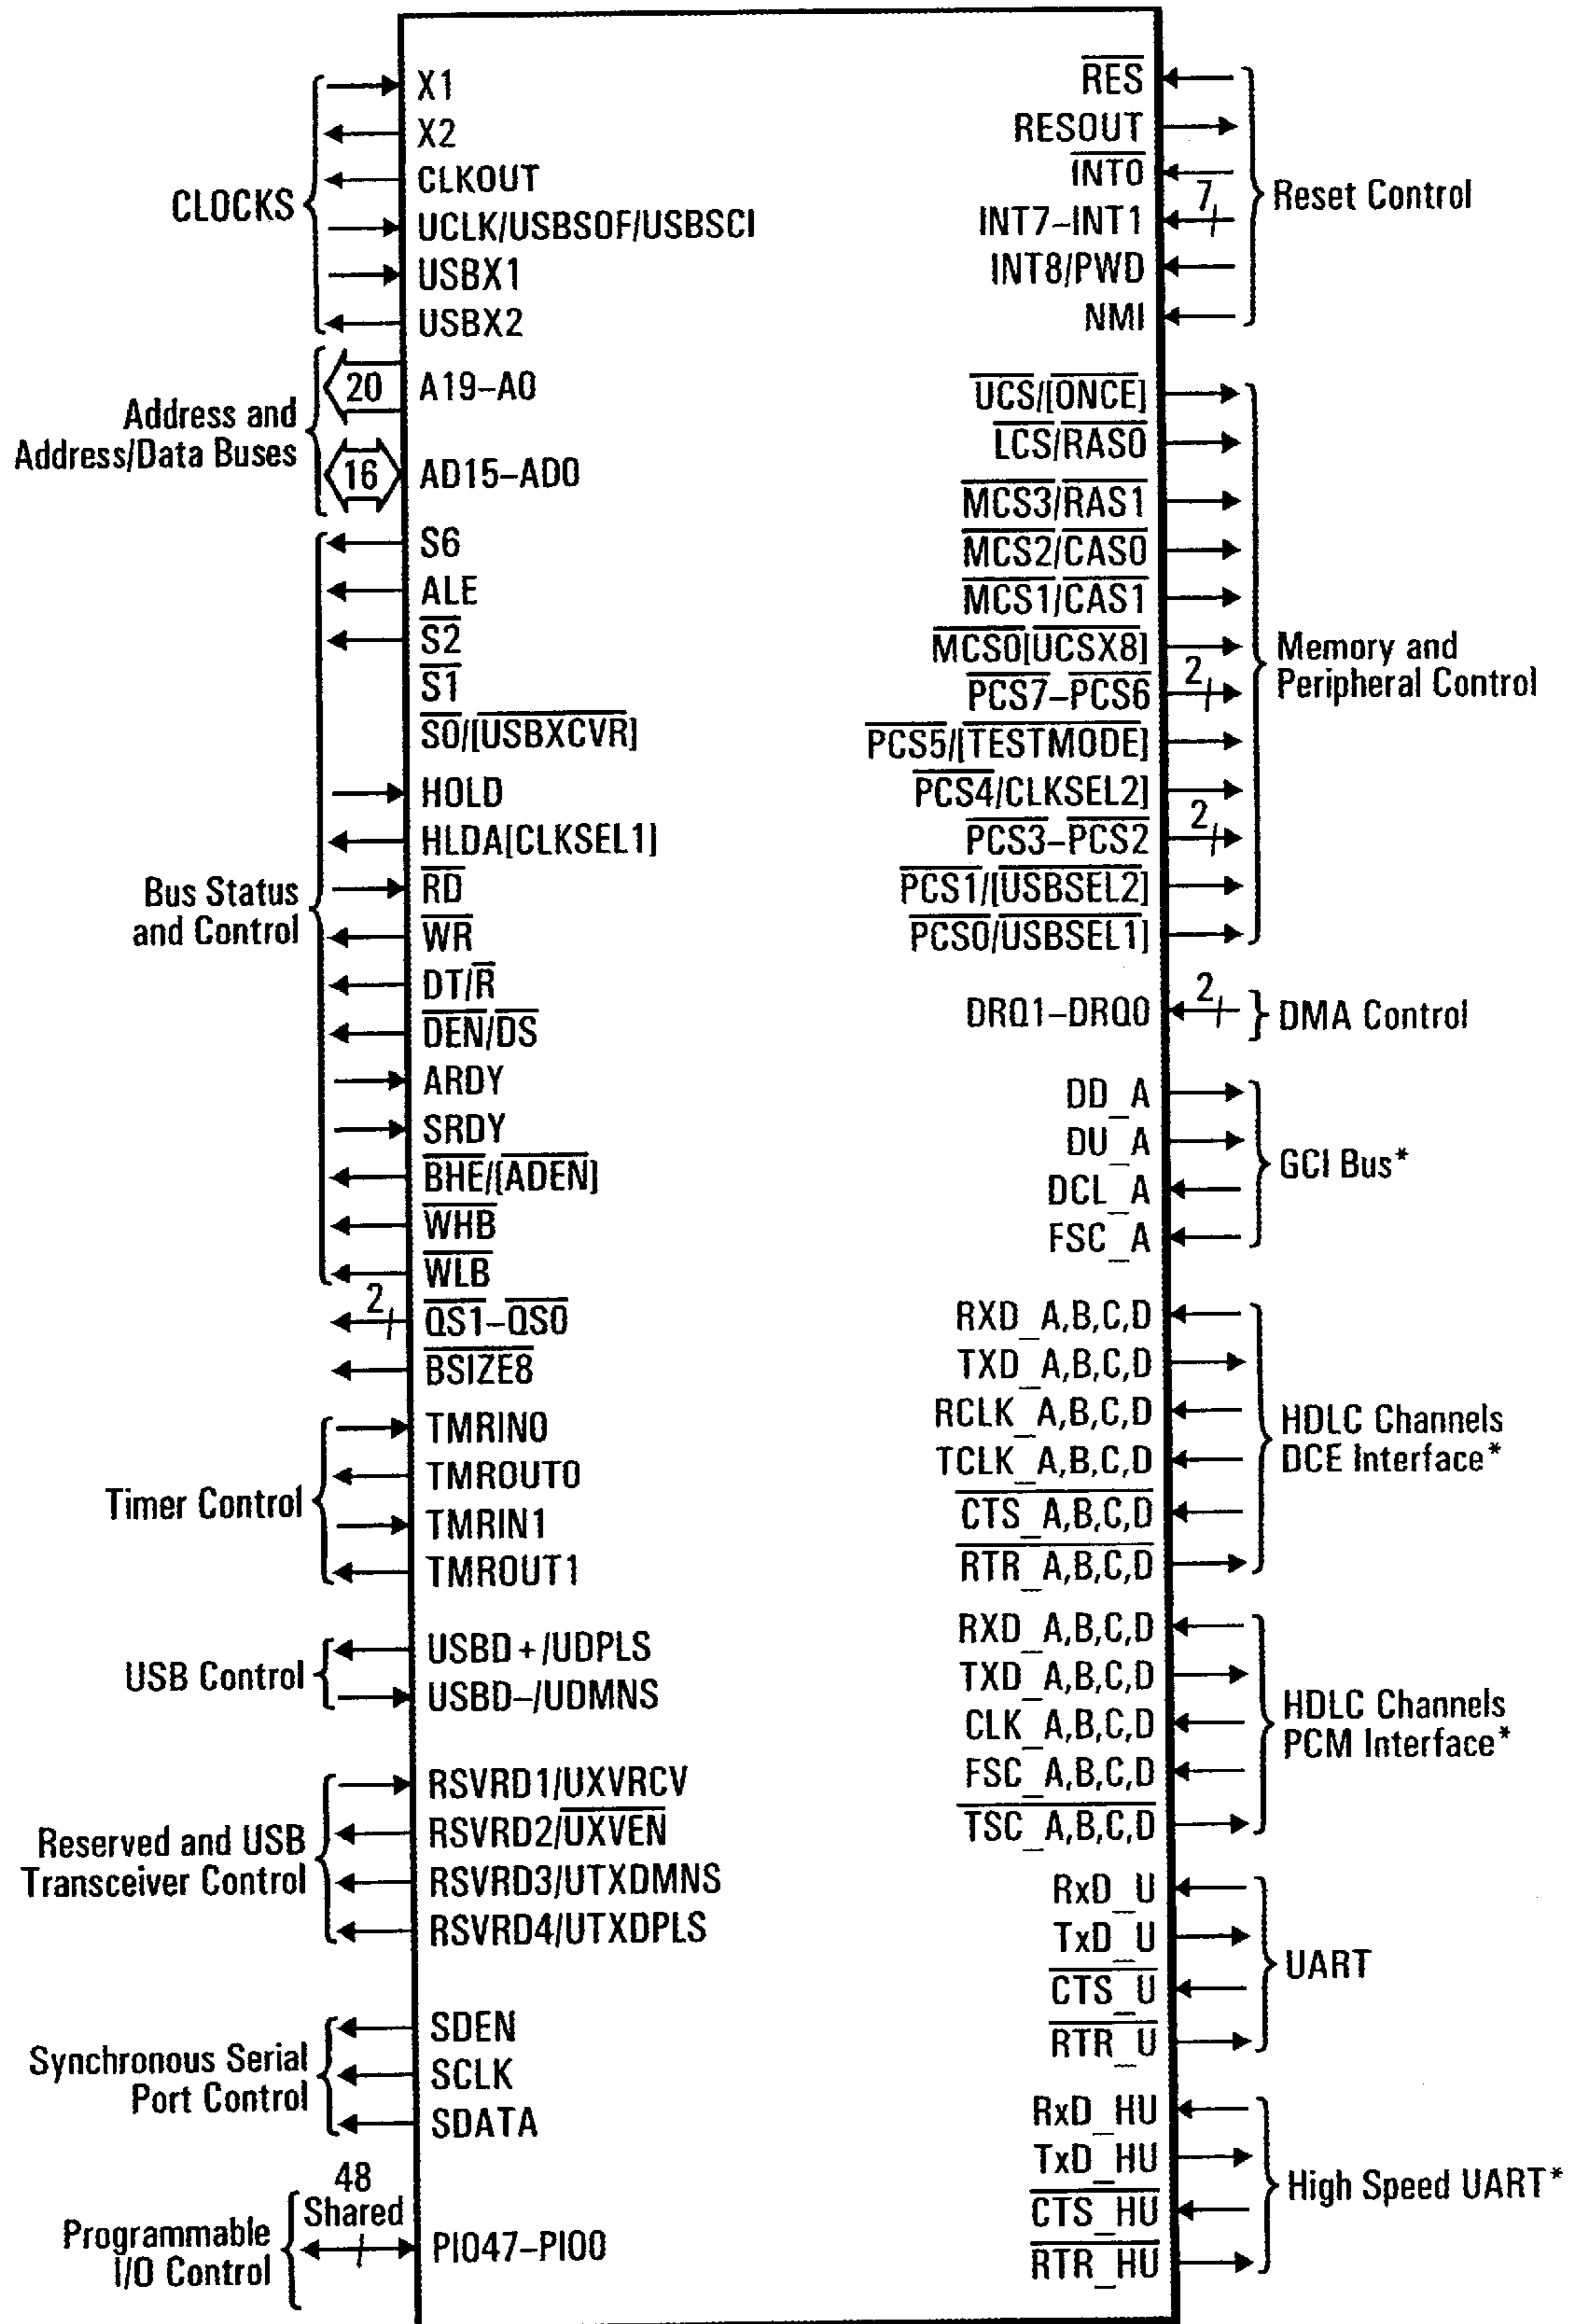 CLOCKS
X1
X2
CLKOUT
UCLK/USBSOF/USBSCI
USBX1
USBX2
Address and
Address/Data Buses
20
A19–A0
16
AD15–AD0
Bus Status
and Control
S6
ALE
S2
S1
S0/[USBXCVR]
HOLD
HLDA[CLKSEL1]
RD
WR
DT/R
DEN/DS
ARDY
SRDY
BHE/[ADEN]
WHB
WLB
2
QS1–QS0
BSIZE8
Timer Control
TMRIN0
TMROUT0
TMRIN1
TMROUT1
USB Control
USBD+/UDPLS
USBD–/UDMNS
Reserved and USB
Transceiver Control
RSVRD1/UXVRCV
RSVRD2/UXVEN
RSVRD3/UTXDMNS
RSVRD4/UTXDPLS
Synchronous Serial
Port Control
SDEN
SCLK
SDATA
Programmable
I/O Control
48
Shared
PIO47–PIO0
RES
RESOUT
INT0
7
INT7–INT1
INT8/PWD
NMI
Reset Control
UCS/[ONCE]
LCS/RAS0
MCS3/RAS1
MCS2/CAS0
MCS1/CAS1
MCS0[UCSX8]
2
PCS7–PCS6
PCS5/[TESTMODE]
PCS4/CLKSEL2]
2
PCS3–PCS2
PCS1/[USBSEL2]
PCS0/USBSEL1]
Memory and
Peripheral Control
2
DRQ1–DRQ0
DMA Control
DD_A
DU_A
DCL_A
FSC_A
GCI Bus*
RXD_A,B,C,D
TXD_A,B,C,D
RCLK_A,B,C,D
TCLK_A,B,C,D
CTS_A,B,C,D
RTR_A,B,C,D
HDLC Channels
DCE Interface*
RXD_A,B,C,D
TXD_A,B,C,D
CLK_A,B,C,D
FSC_A,B,C,D
TSC_A,B,C,D
HDLC Channels
PCM Interface*
RxD_U
TxD_U
CTS_U
RTR_U
UART
RxD_HU
TxD_HU
CTS_HU
RTR_HU
High Speed UART*